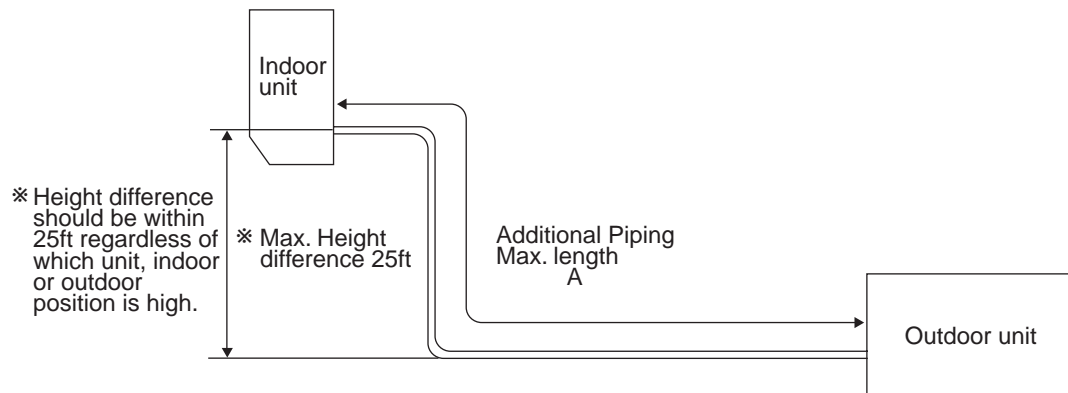 Indoor
unit
※ Height difference
should be within
25ft regardless of
which unit, indoor
or outdoor
position is high.
※ Max. Height
difference 25ft
Additional Piping
Max. length
A
Outdoor unit